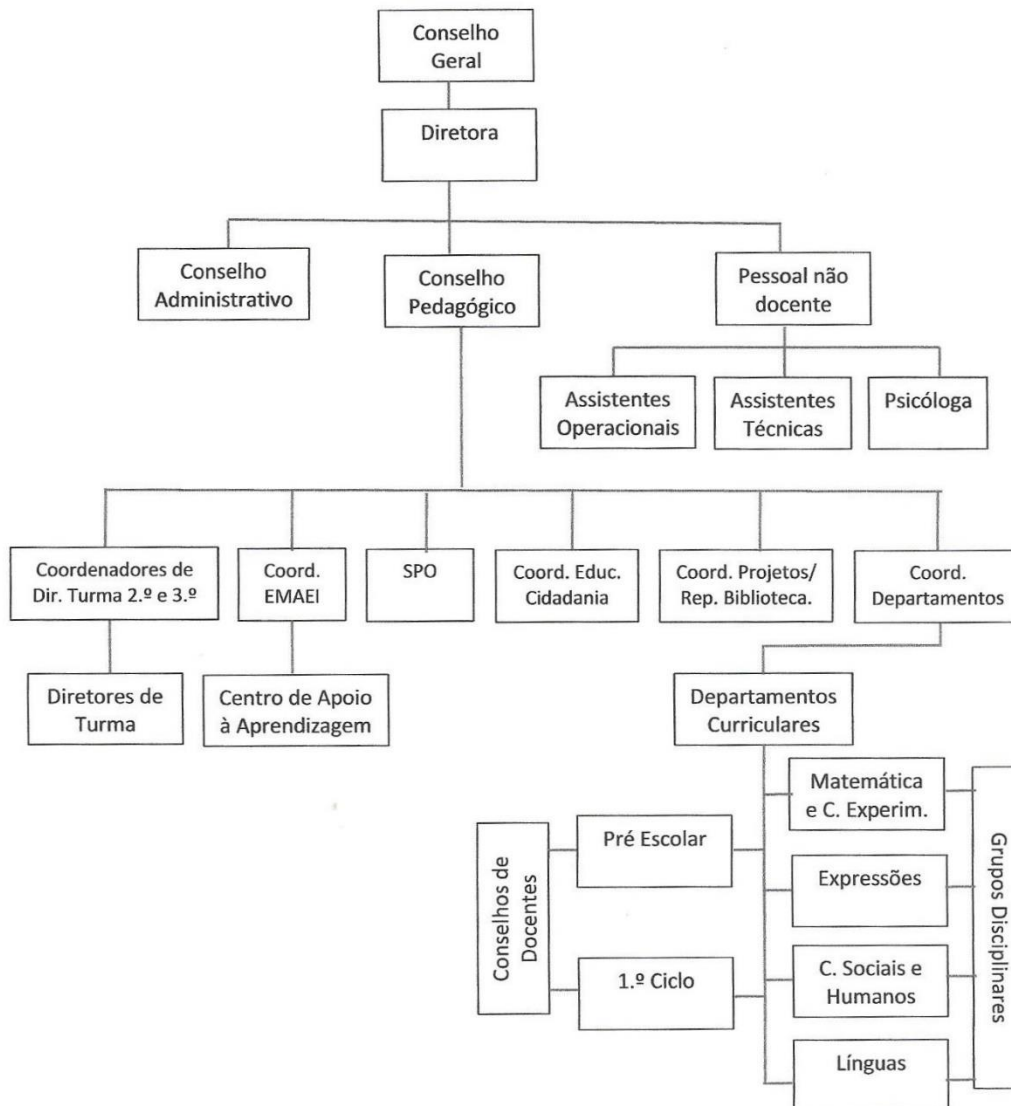 Conselho
Geral
Diretora
Conselho
Administrativo
Conselho
Pedagógico
Pessoal não
docente
Assistentes
Operacionais
Assistentes
Técnicas
Psicóloga
Coordenadores de
Dir. Turma 2.º e 3.º
Coord.
EMAEI
SPO
Coord. Educ.
Cidadania
Coord. Projetos/
Rep. Biblioteca.
Coord.
Departamentos
Diretores de
Turma
Centro de Apoio
à Aprendizagem
Departamentos
Curriculares
Conselhos de
Docentes
Pré Escolar
1.º Ciclo
Matemática
e C. Experim.
Expressões
C. Sociais e
Humanos
Línguas
Grupos Disciplinares